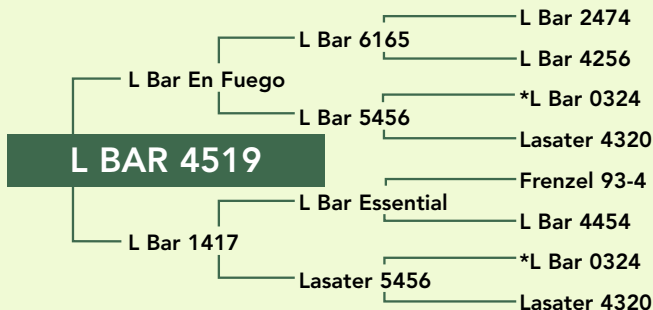 L Bar 2474
L Bar 6165
L Bar 4256
L Bar En Fuego
*L Bar 0324
L Bar 5456
Lasater 4320
L BAR 4519
Frenzel 93-4
L Bar Essential
L Bar 4454
L Bar 1417
*L Bar 0324
Lasater 5456
Lasater 4320